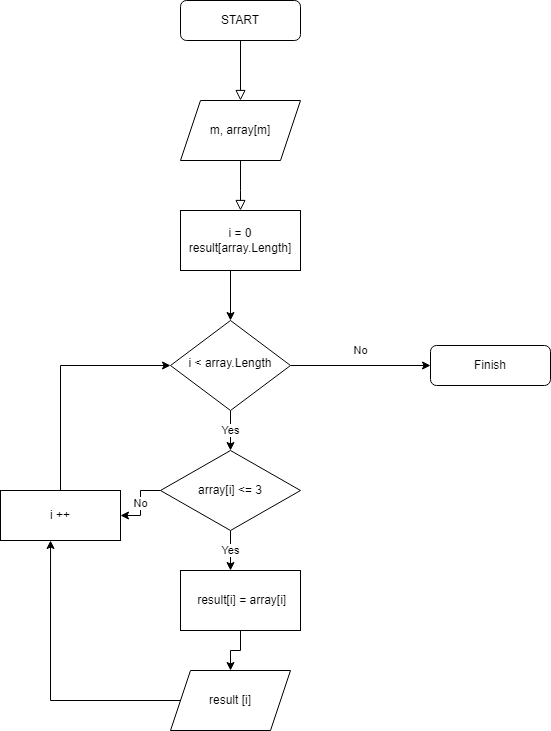 START
m, array[m]
i = 0
result[array.Length]
i < array.Length
No
Finish
Yes
array[i] <= 3
No
i ++
Yes
result[i] = array[i]
result [i]